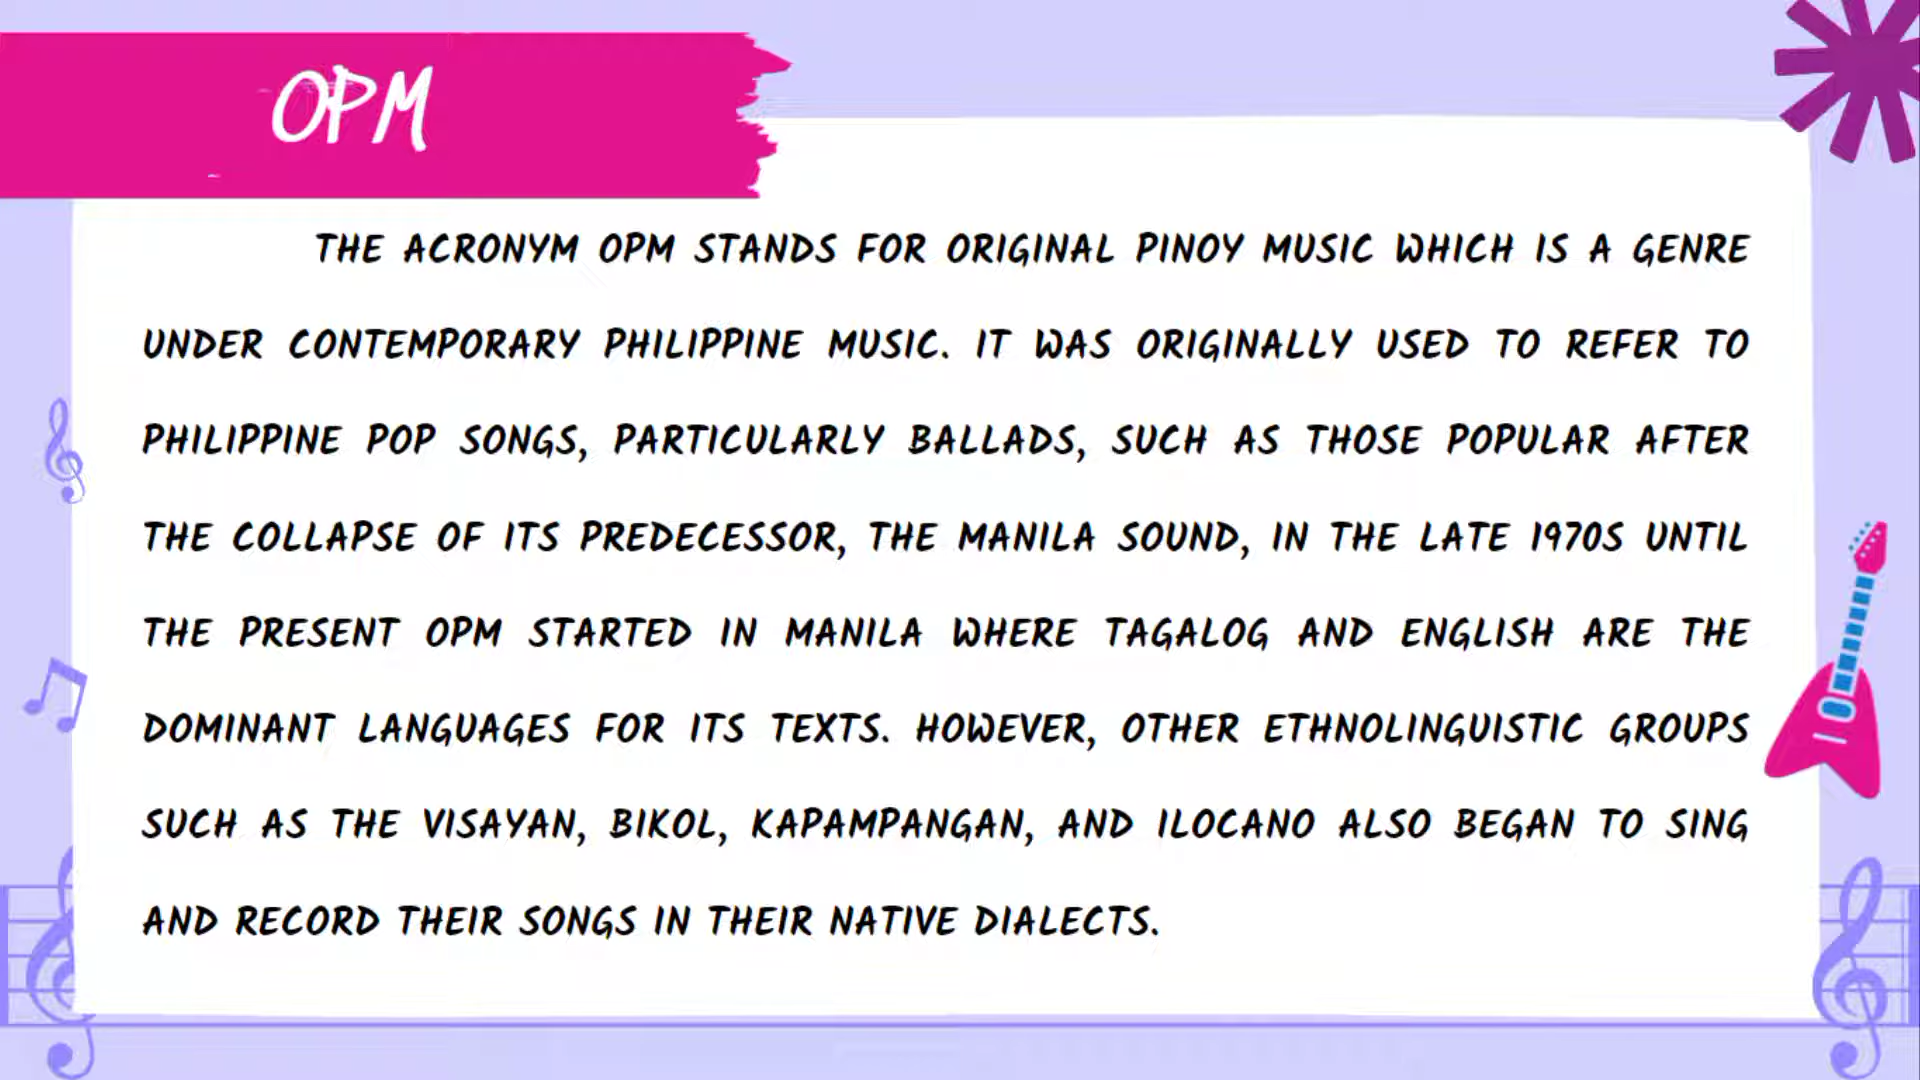 OPM
THE ACRONYM OPM STANDS FOR ORIGINAL PINOY MUSIC WHICH IS A GENRE
UNDER CONTEMPORARY PHILIPPINE MUSIC. IT WAS ORIGINALLY USED TO REFER TO
PHILIPPINE POP SONGS, PARTICULARLY BALLADS, SUCH AS THOSE POPULAR AFTER
THE COLLAPSE OF ITS PREDECESSOR, THE MANILA SOUND, IN THE LATE 1970S UNTIL
THE PRESENT OPM STARTED IN MANILA WHERE TAGALOG AND ENGLISH ARE THE
DOMINANT LANGUAGES FOR ITS TEXTS. HOWEVER, OTHER ETHNOLINGUISTIC GROUPS
SUCH AS THE VISAYAN, BIKOL, KAPAMPANGAN, AND ILOCANO ALSO BEGAN TO SING
AND RECORD THEIR SONGS IN THEIR NATIVE DIALECTS.